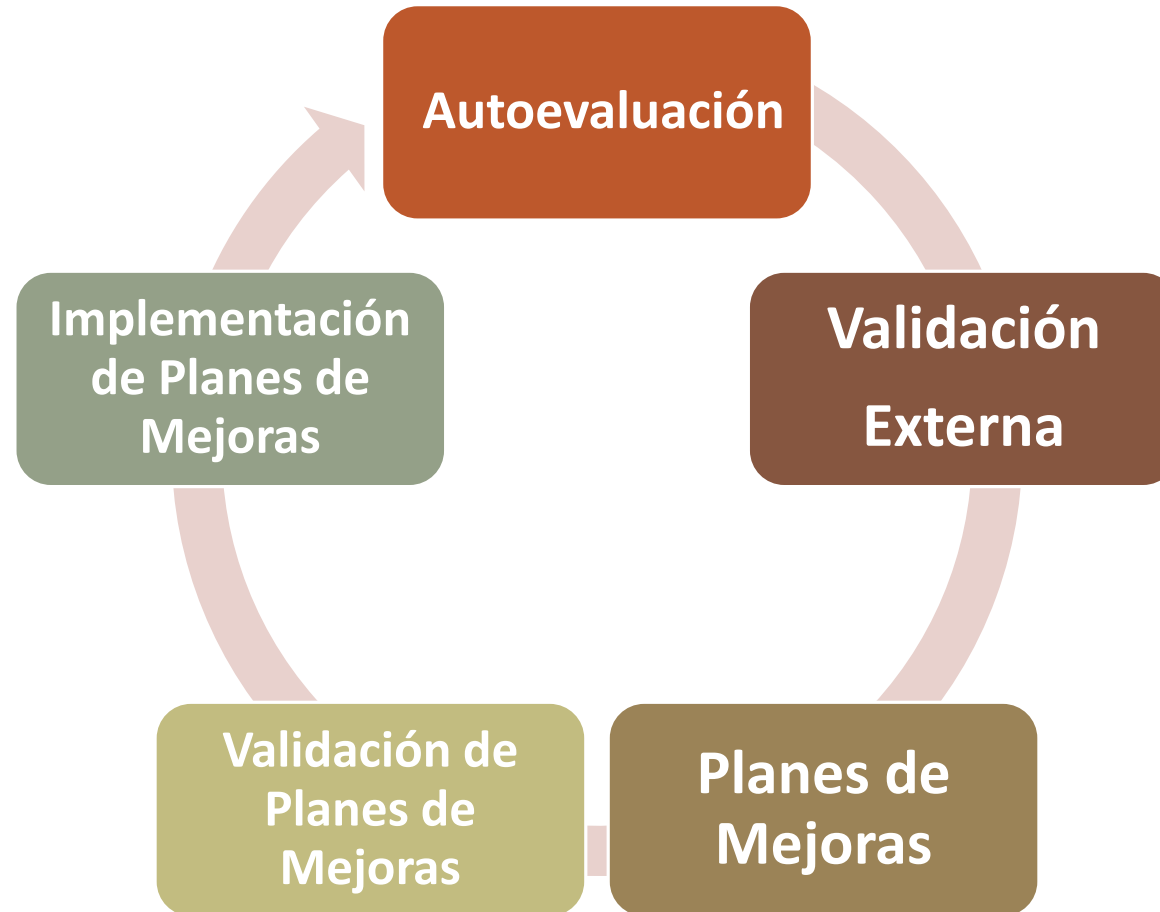 Autoevaluación
Validación
Externa
Planes de
Mejoras
Validación de
Planes de
Mejoras
Implementación
de Planes de
Mejoras